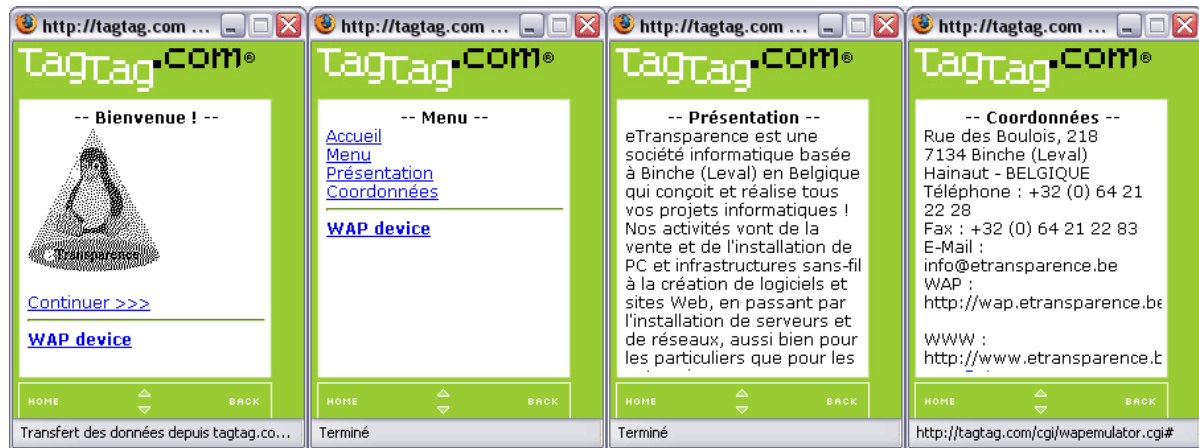 http://tagtag.com ...
tagtag.com®
-- Bienvenue ! --
eTransparence
Continuer >>>
WAP device
HOME
BACK
Transfert des données depuis tagtag.co...
http://tagtag.com ...
tagtag.com®
-- Menu --
Accueil
Menu
Présentation
Coordonnées
WAP device
HOME
BACK
Terminé
http://tagtag.com ...
tagtag.com®
-- Présentation --
eTransparence est une
société informatique basée
à Binche (Leval) en Belgique
qui conçoit et réalise tous
vos projets informatiques !
Nos activités vont de la
vente et de l'installation de
PC et infrastructures sans-fil
à la création de logiciels et
sites Web, en passant par
l'installation de serveurs et
de réseaux, aussi bien pour
les particuliers que pour les
HOME
BACK
Terminé
http://tagtag.com ...
tagtag.com®
-- Coordonnées --
Rue des Boulois, 218
7134 Binche (Leval)
Hainaut - BELGIQUE
Téléphone : +32 (0) 64 21
22 28
Fax : +32 (0) 64 21 22 83
E-Mail :
info@etransparence.be
WAP :
http://wap.etransparence.be
WWW :
http://www.etransparence.b
HOME
BACK
http://tagtag.com/cgi/wapemulator.cgi#